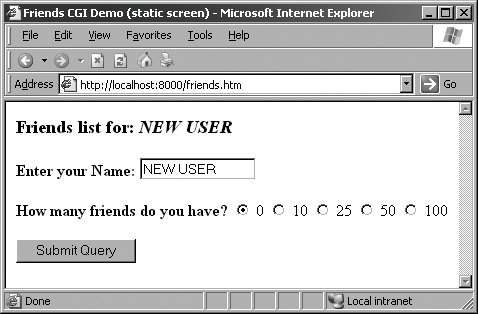 Friends CGI Demo (static screen) - Microsoft Internet Explorer
File Edit View Favorites Tools Help
Address http://localhost:8000/friends.htm Go
Friends list for: NEW USER
Enter your Name: NEW USER
How many friends do you have? 0 10 25 50 100
Submit Query
Done Local intranet